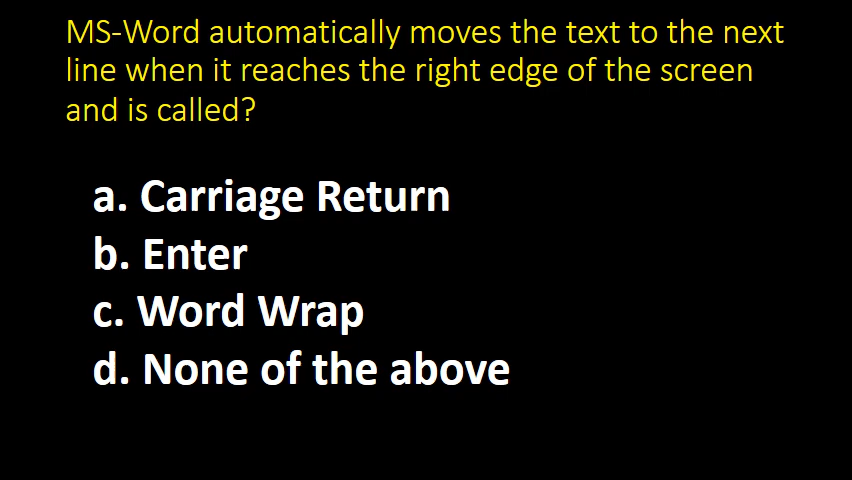 MS-Word automatically moves the text to the next
line when it reaches the right edge of the screen
and is called?
a. Carriage Return
b. Enter
c. Word Wrap
d. None of the above